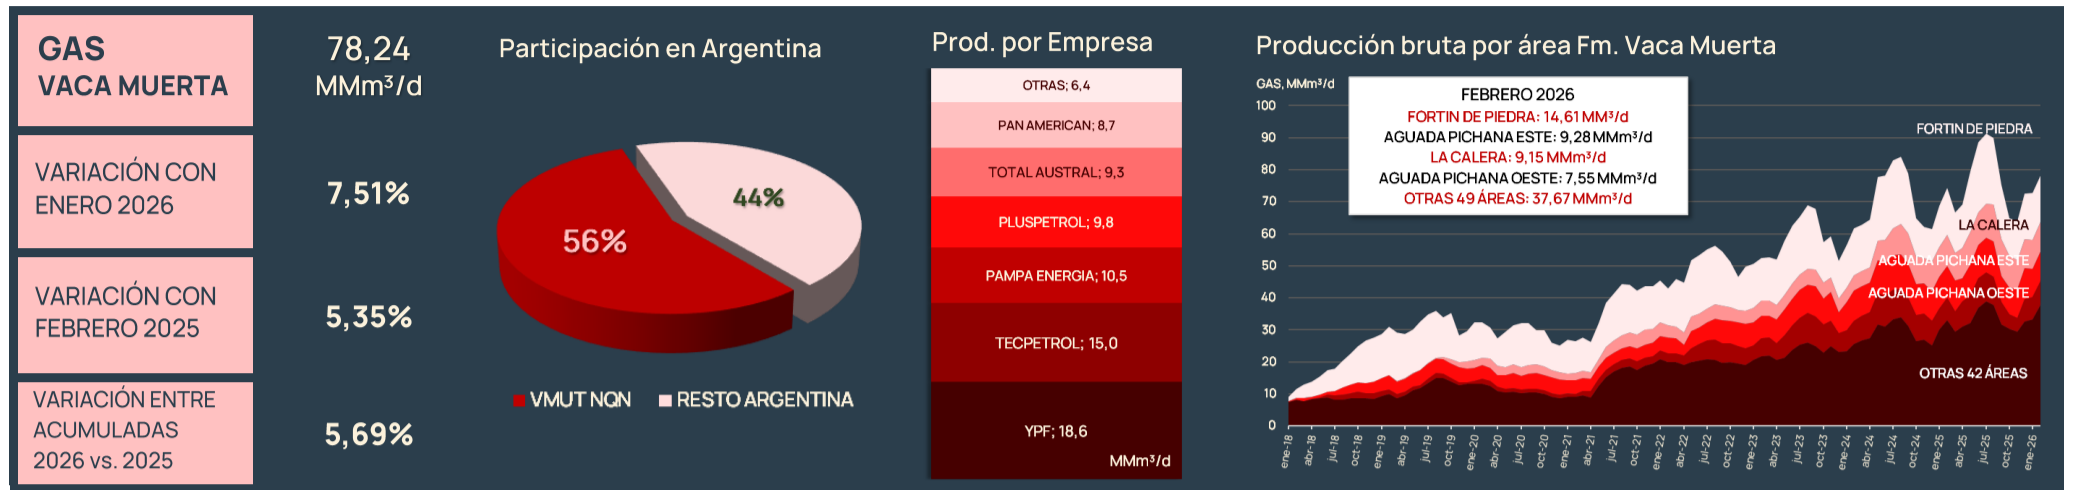 GAS
VACA MUERTA
78,24
MMm³/d
VARIACIÓN CON
ENERO 2026
7,51%
VARIACIÓN CON
FEBRERO 2025
5,35%
VARIACIÓN ENTRE
ACUMULADAS
2026 vs. 2025
5,69%
Participación en Argentina
44%
56%
VMUT NQN
RESTO ARGENTINA
Prod. por Empresa
OTRAS; 6,4
PAN AMERICAN; 8,7
TOTAL AUSTRAL; 9,3
PLUSPETROL; 9,8
PAMPA ENERGIA; 10,5
TECPETROL; 15,0
YPF; 18,6
MMm³/d
Producción bruta por área Fm. Vaca Muerta
GAS, MMm³/d
FEBRERO 2026
FORTIN DE PIEDRA: 14,61 MM³/d
AGUADA PICHANA ESTE: 9,28 MMm³/d
LA CALERA: 9,15 MMm³/d
AGUADA PICHANA OESTE: 7,55 MMm³/d
OTRAS 49 ÁREAS: 37,67 MMm³/d
100
90
80
70
60
50
40
30
20
10
0
FORTIN DE PIEDRA
LA CALERA
AGUADA PICHANA ESTE
AGUADA PICHANA OESTE
OTRAS 42 ÁREAS
ene-18
abr-18
jul-18
oct-18
ene-19
abr-19
jul-19
oct-19
ene-20
abr-20
jul-20
oct-20
ene-21
abr-21
jul-21
oct-21
ene-22
abr-22
jul-22
oct-22
ene-23
abr-23
jul-23
oct-23
ene-24
abr-24
jul-24
oct-24
ene-25
abr-25
jul-25
oct-25
ene-26